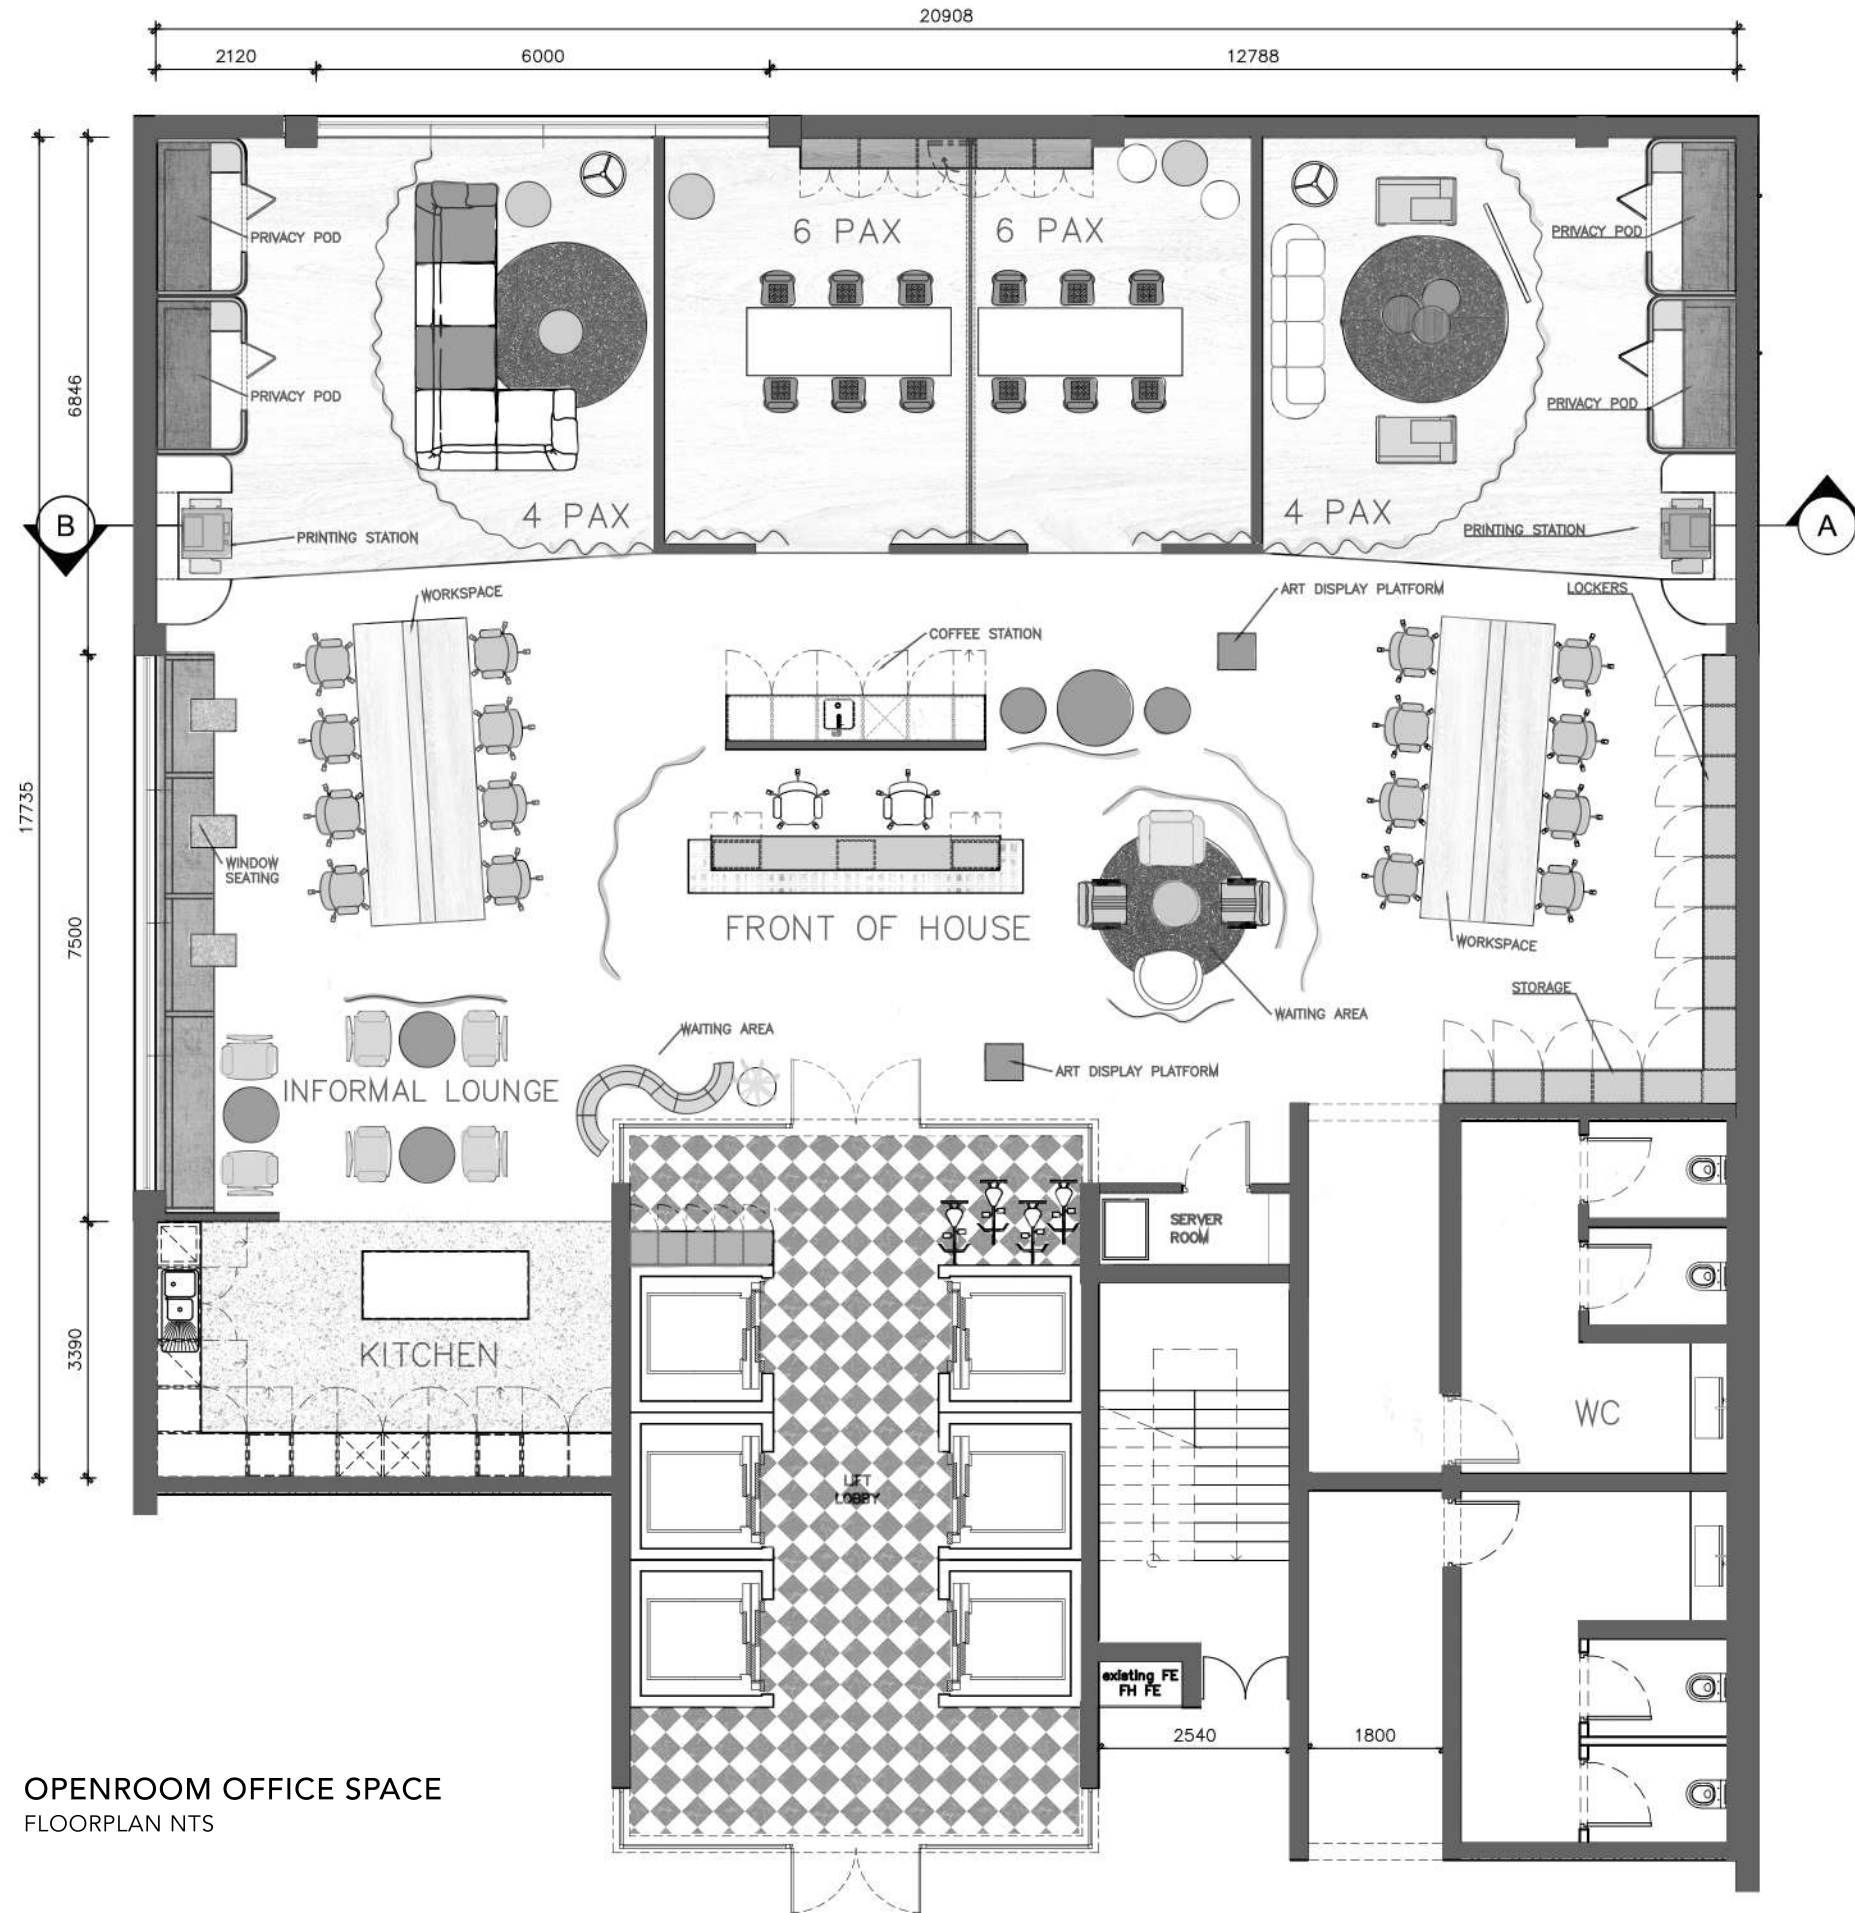 20908
2120
6000
12788
6 PAX
6 PAX
PRIVACY POD
PRIVACY POD
PRIVACY POD
PRIVACY POD
6846
4 PAX
4 PAX
B
A
PRINTING STATION
PRINTING STATION
WORKSPACE
ART DISPLAY PLATFORM
LOCKERS
COFFEE STATION
17735
7500
WINDOW
SEATING
FRONT OF HOUSE
WORKSPACE
STORAGE
WAITING AREA
WAITING AREA
ART DISPLAY PLATFORM
INFORMAL LOUNGE
SERVER
ROOM
3390
KITCHEN
WC
LIFT
LOBBY
existing FE
FH FE
2540
1800
OPENROOM OFFICE SPACE
FLOORPLAN NTS